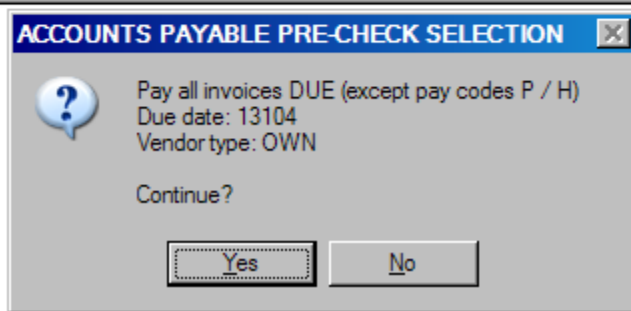 ACCOUNTS PAYABLE PRE-CHECK SELECTION
Pay all invoices DUE (except pay codes P / H)
Due date: 13104
Vendor type: OWN
Continue?
Yes
No